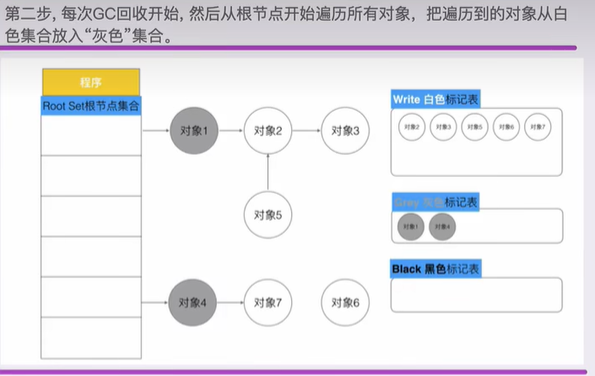 第二步, 每次GC回收开始, 然后从根节点开始遍历所有对象，把遍历到的对象从白
色集合放入“灰色”集合。
程序
Root Set根节点集合
对象1
对象2
对象3
对象5
对象4
对象7
对象6
Write 白色标记表
对象2 对象3 对象5 对象6 对象7
Grey 灰色标记表
对象1 对象4
Black 黑色标记表